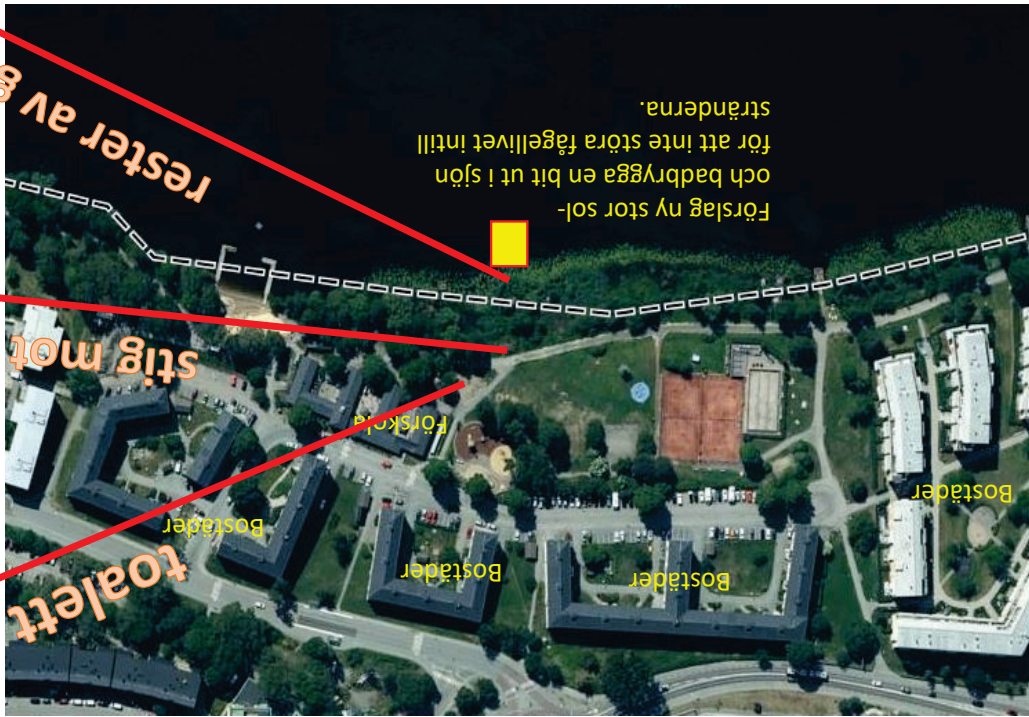 toalett
Bostäder
Bostäder
Bostäder
Bostäder
Förskola
stig mot
Förslag ny stor sol-
och badbrygga en bit ut i sjön
för att inte störa fågellivet intill
stränderna.
rester av g